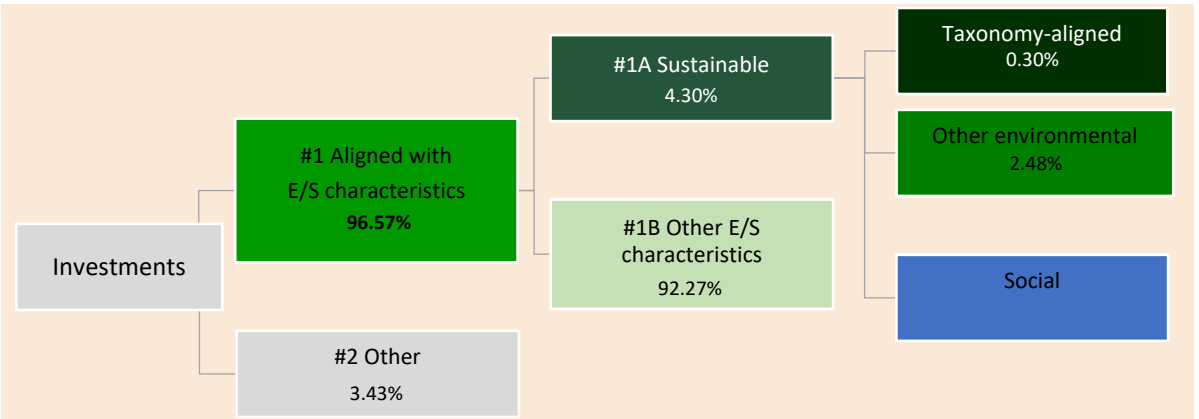 Investments
#1 Aligned with
E/S characteristics
96.57%
#2 Other
3.43%
#1A Sustainable
4.30%
#1B Other E/S
characteristics
92.27%
Taxonomy-aligned
0.30%
Other environmental
2.48%
Social